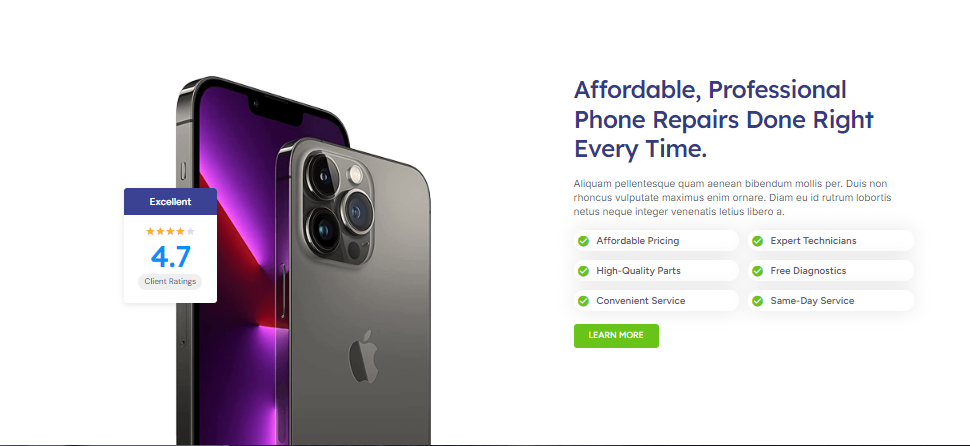 Affordable, Professional
Phone Repairs Done Right
Every Time.
Aliquam pellentesque quam aenean bibendum mollis per. Duis non
rhoncus vulputate maximus enim ornare. Diam eu id rutrum lobortis
netus neque integer venenatis letius libero a.
Affordable Pricing
Expert Technicians
High-Quality Parts
Free Diagnostics
Convenient Service
Same-Day Service
LEARN MORE
Excellent
4.7
Client Ratings